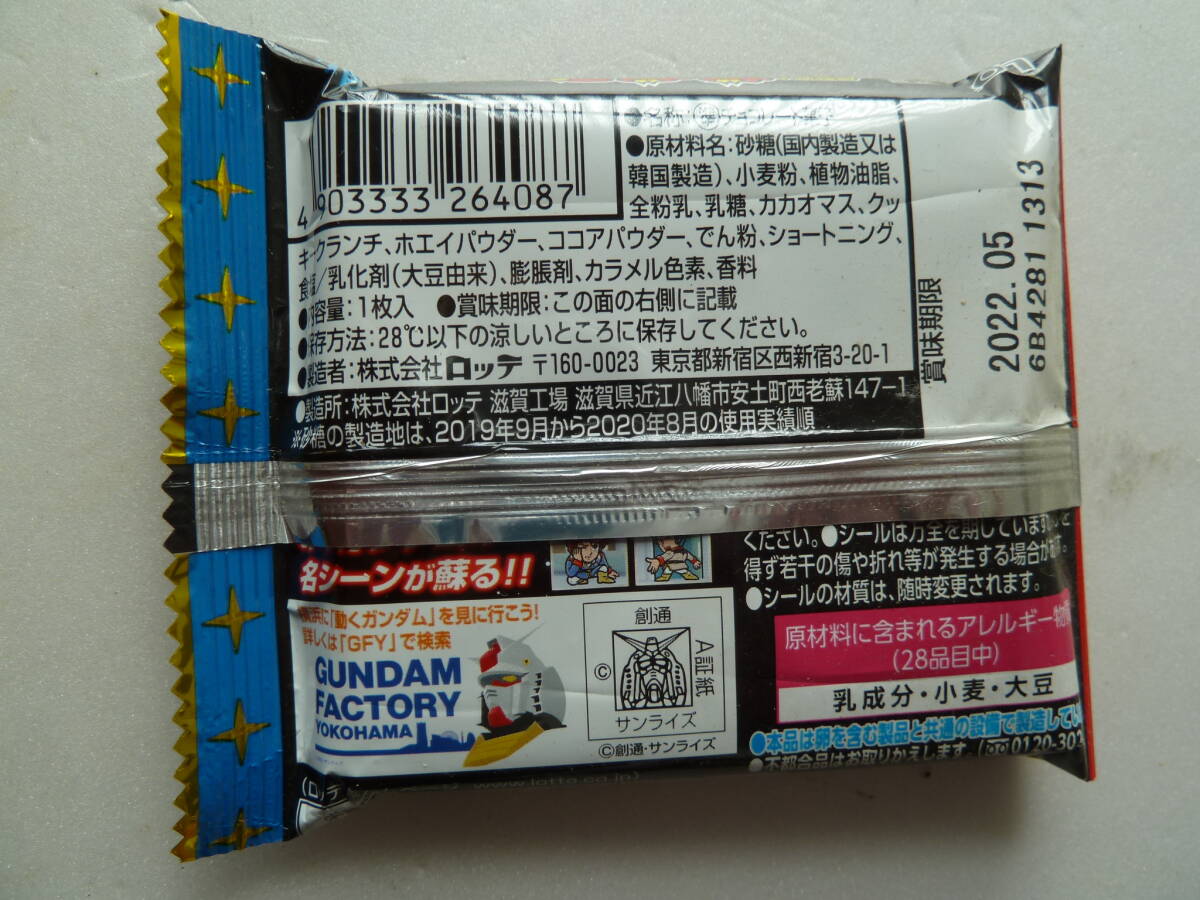 4 903333 264087
●名称：準チョコレート菓子
●原材料名：砂糖（国内製造又は
韓国製造）、小麦粉、植物油脂、
全粉乳、乳糖、カカオマス、クッ
キークランチ、ホエイパウダー、ココアパウダー、でん粉、ショートニング、
食塩／乳化剤（大豆由来）、膨脹剤、カラメル色素、香料
●内容量：1枚入 ●賞味期限：この面の右側に記載
●保存方法：28℃以下の涼しいところに保存してください。
●製造者：株式会社ロッテ 〒160-0023 東京都新宿区西新宿3-20-1
●製造所：株式会社ロッテ 滋賀工場 滋賀県近江八幡市安土町西老蘇147-1
※砂糖の製造地は、2019年9月から2020年8月の使用実績順
賞味期限
2022.05
6B4281 1313
名シーンが蘇る!!
横浜に「動くガンダム」を見に行こう!
詳しくは「GFY」で検索
GUNDAM
FACTORY
YOKOHAMA
創通
A証紙
©
サンライズ
©創通・サンライズ
ください。●シールは万全を期していますが
得ず若干の傷や折れ等が発生する場合が
●シールの材質は、随時変更されます。
原材料に含まれるアレルギー物質
(28品目中)
乳成分・小麦・大豆
●本品は卵を含む製品と共通の設備で製造してい
●不都合品はお取りかえします。 0120-302
www.lotte.co.jp)